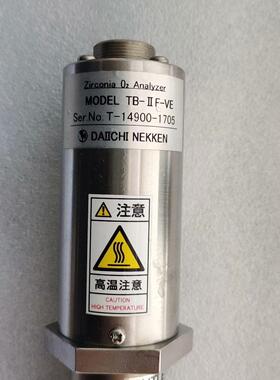 Zirconia O₂ Analyzer
MODEL TB-ⅡF-VE
Ser.No.T-14900-1705
DAIICHI NEKKEN
⚠注意
高温注意
CAUTION
HIGH TEMPERATURE